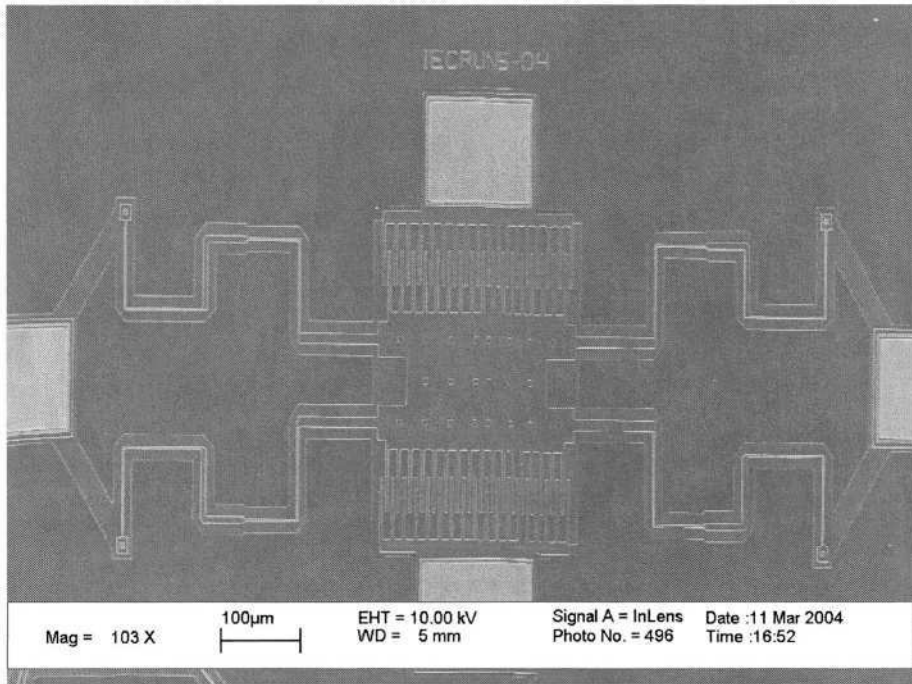 IECRUNS-04
100µm
EHT = 10.00 kV
Signal A = InLens
Date :11 Mar 2004
Mag = 103 X
WD = 5 mm
Photo No. = 496
Time :16:52